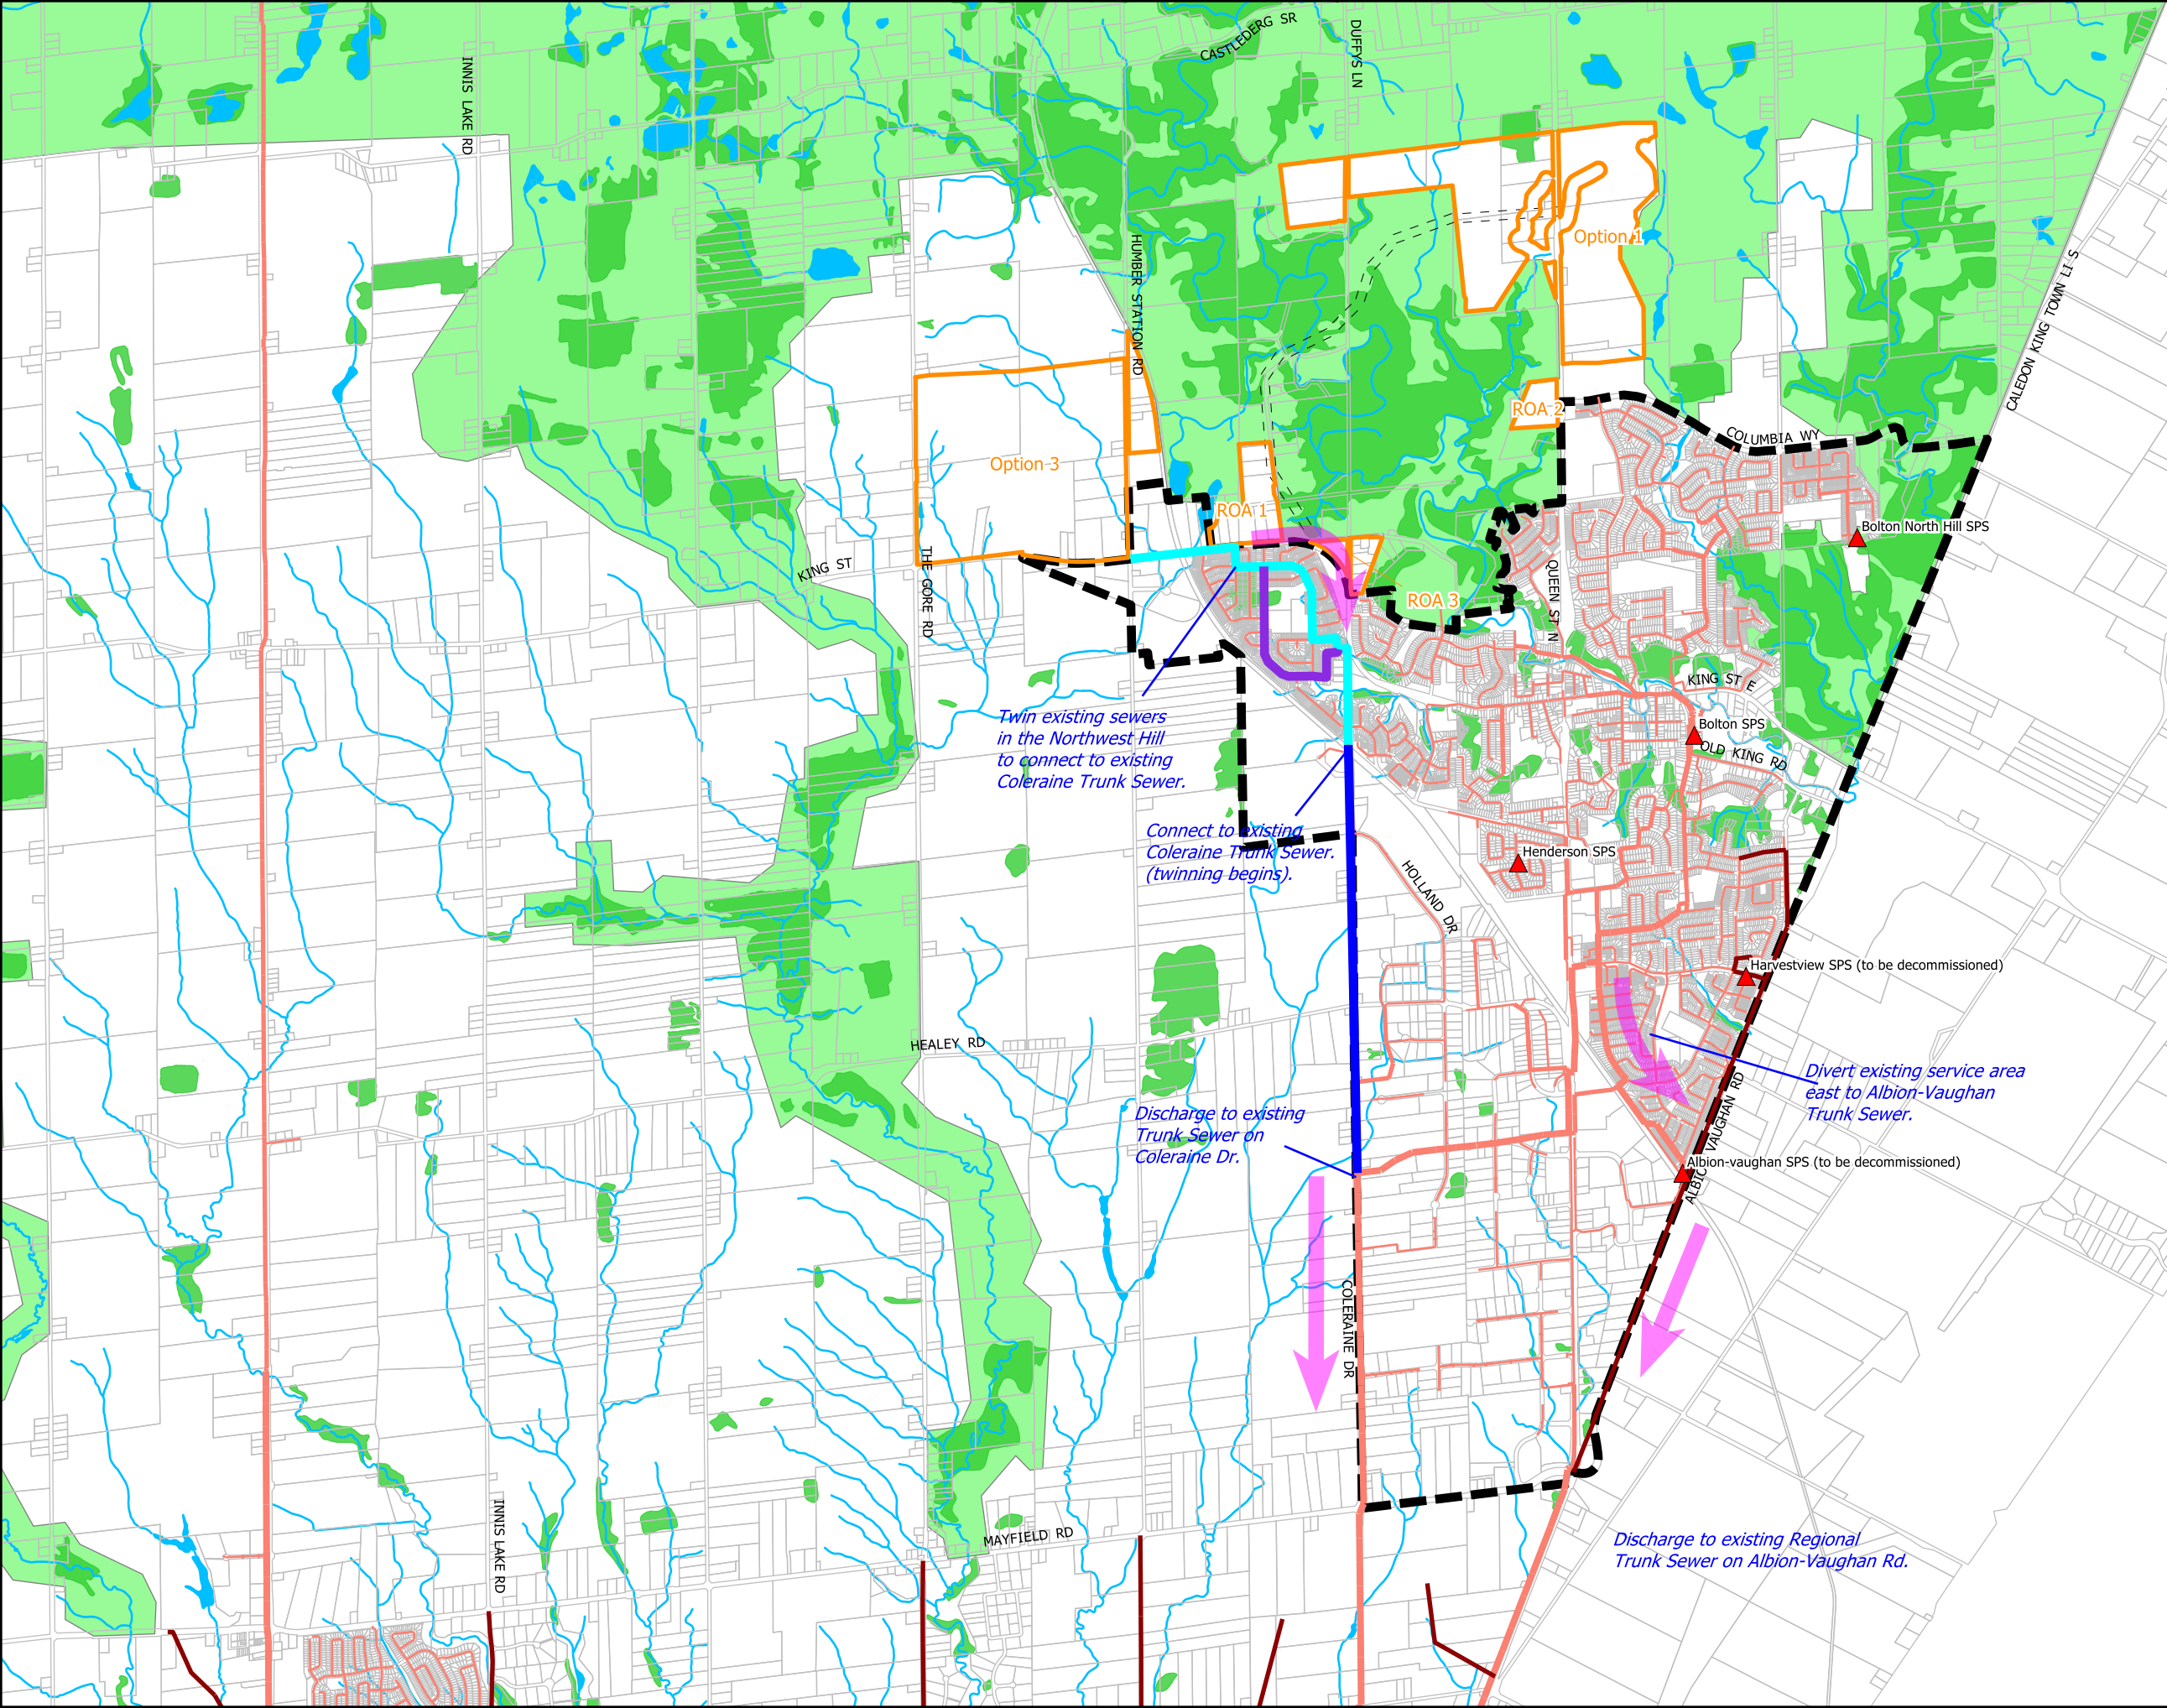 CASTLEDERG SR
DUFFYS LN
INNIS LAKE RD
HUMBER STATION RD
Option 1
CALEDON KING TOWN LI S
ROA 2
COLUMBIA WY
Option 3
ROA 1
Bolton North Hill SPS
THE GORE RD
KING ST
QUEEN ST N
ROA 3
KING ST E
Twin existing sewers
in the Northwest Hill
to connect to existing
Coleraine Trunk Sewer.
Bolton SPS
OLD KING RD
Connect to existing
Coleraine Trunk Sewer.
(twinning begins).
Henderson SPS
HOLLAND DR
Harvestview SPS (to be decommissioned)
HEALEY RD
Divert existing service area
east to Albion-Vaughan
Trunk Sewer.
Discharge to existing
Trunk Sewer on
Coleraine Dr.
Albion-vaughan SPS (to be decommissioned)
ALBION VAUGHAN RD
COLERAINE DR
INNIS LAKE RD
MAYFIELD RD
Discharge to existing Regional
Trunk Sewer on Albion-Vaughan Rd.